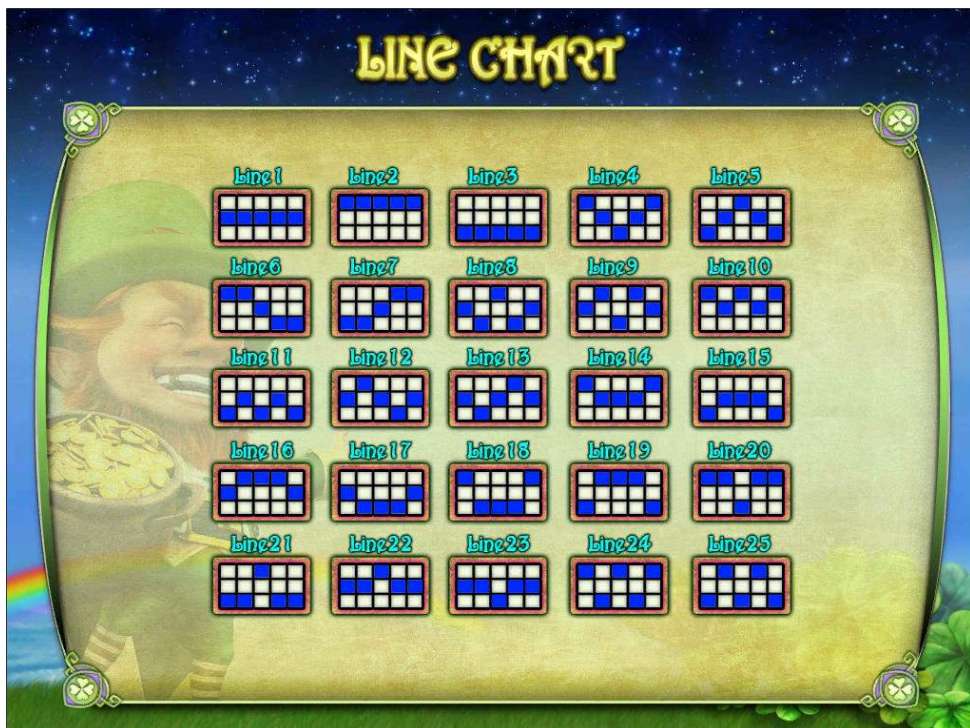 LINE CHART
Line1 Line2 Line3 Line4 Line5
Line6 Line7 Line8 Line9 Line10
Line11 Line12 Line13 Line14 Line15
Line16 Line17 Line18 Line19 Line20
Line21 Line22 Line23 Line24 Line25